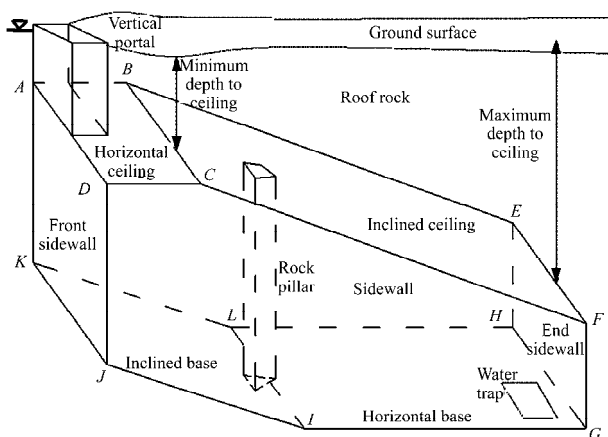 Vertical
portal
Ground surface
Minimum
depth to
ceiling
Roof rock
Maximum
depth to
ceiling
A
B
Horizontal
ceiling
D
C
Front
sidewall
E
Inclined ceiling
K
Rock
pillar
Sidewall
F
L
H
End
sidewall
J
Inclined base
Water
trap
I
Horizontal base
G